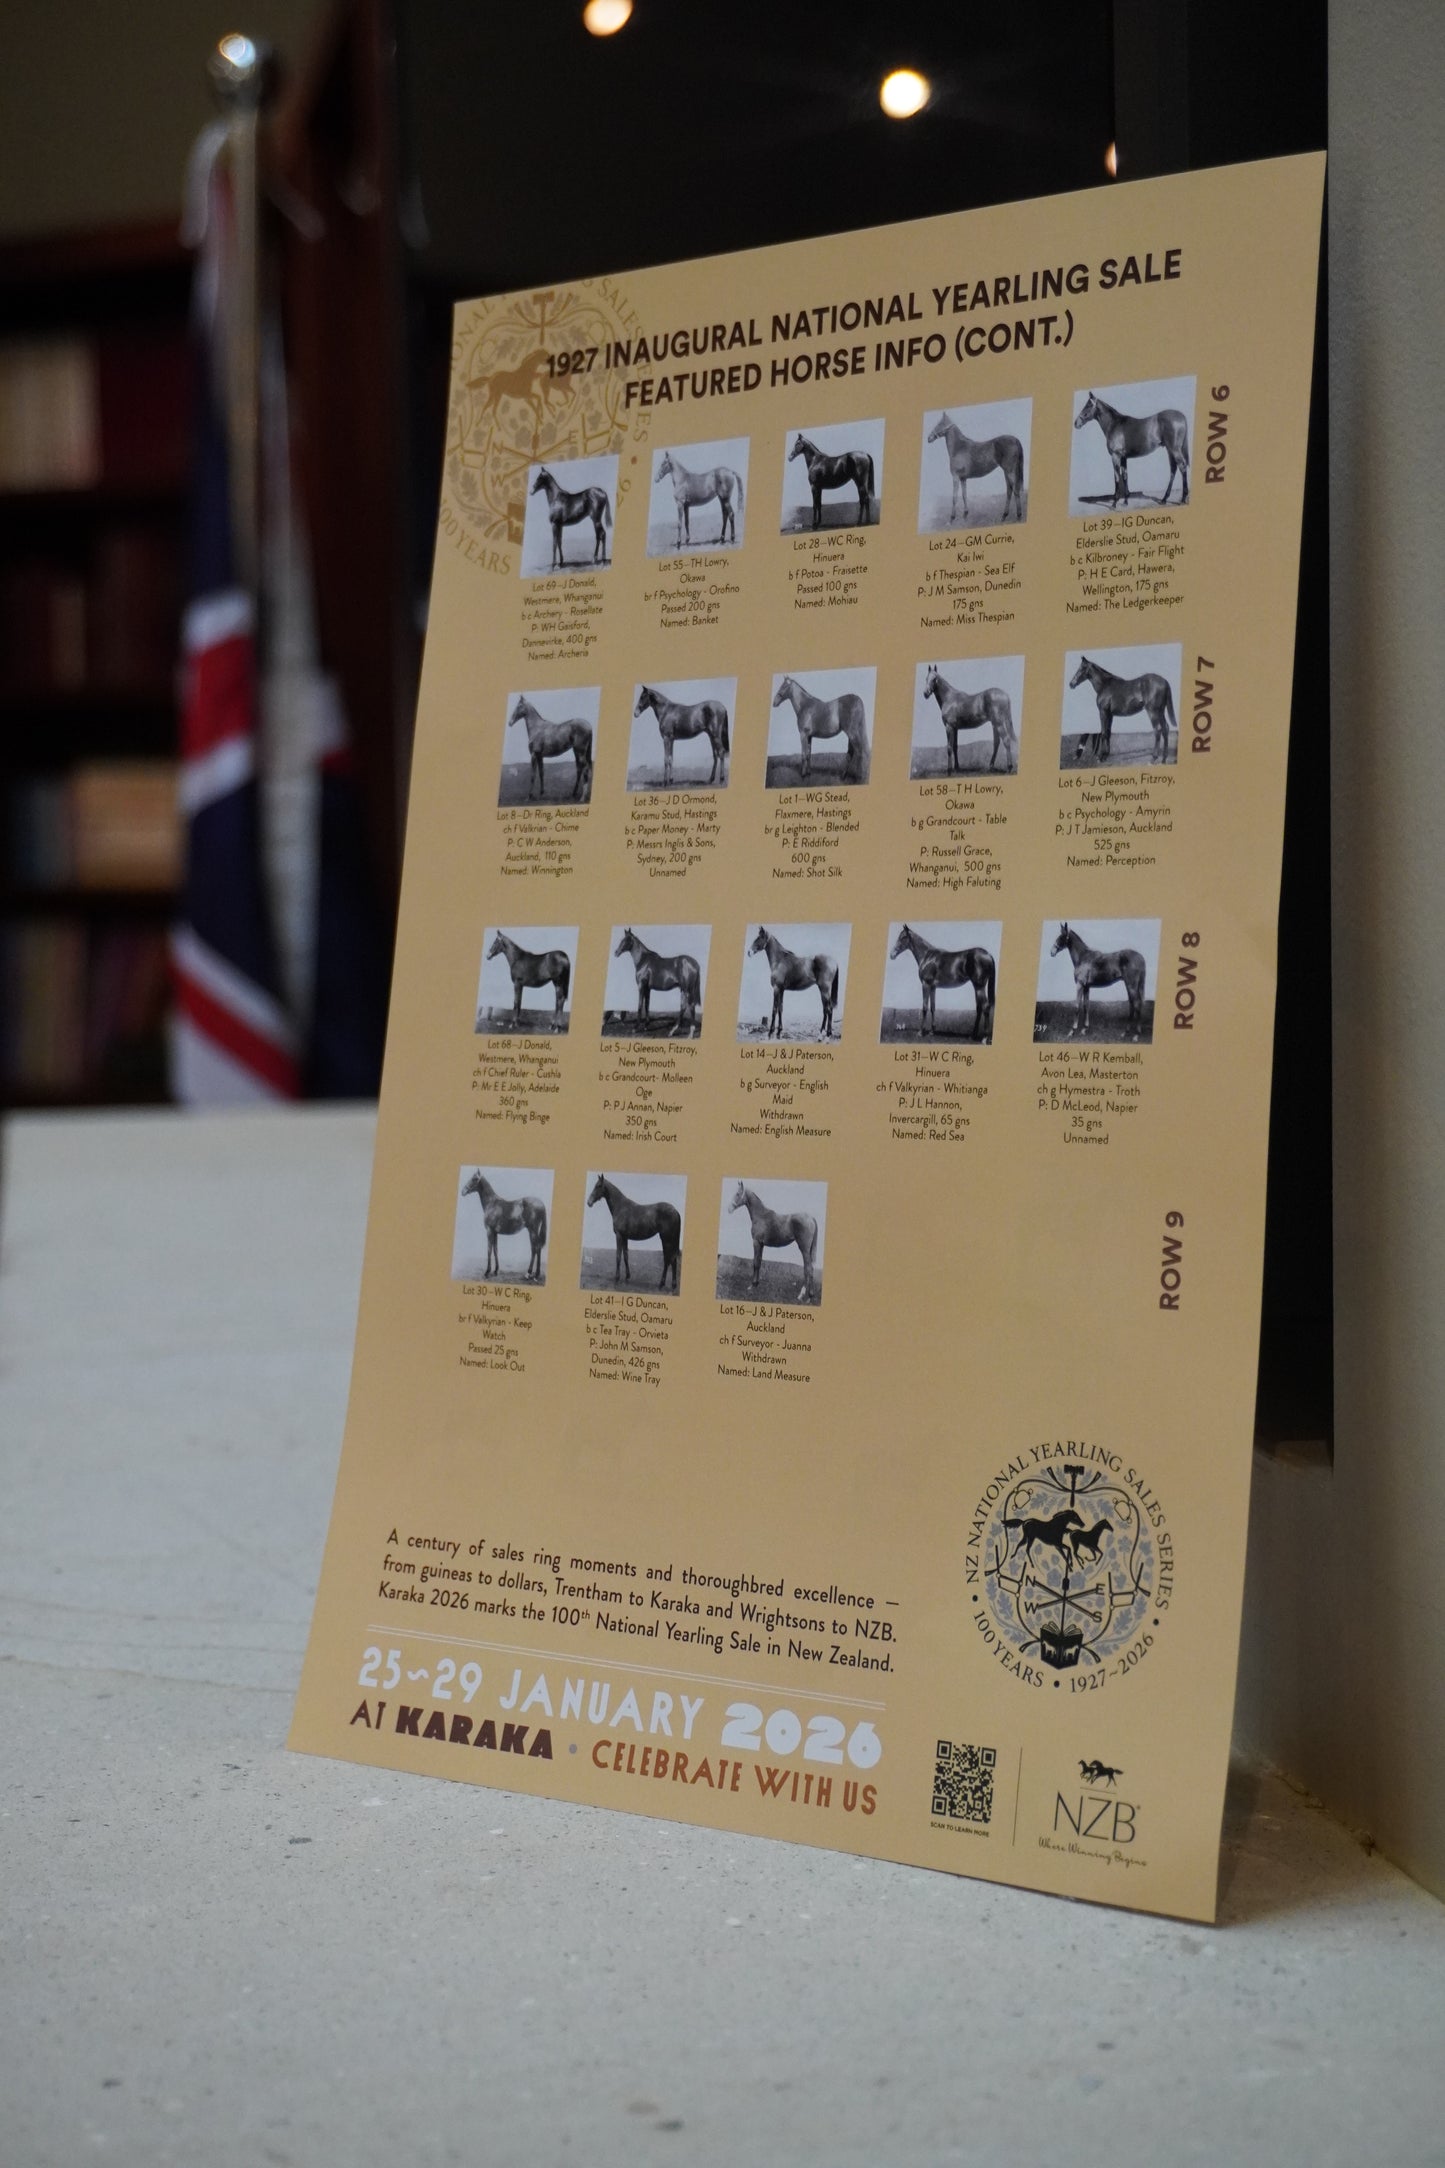 1927 INAUGURAL NATIONAL YEARLING SALE
FEATURED HORSE INFO (CONT.)
ROW 6
Lot 69—J Donald,
Westmere, Whanganui
b c Archery - Rosellate
P: WH Gaisford,
Dannevirke, 400 gns
Named: Archeria
Lot 55—TH Lowry,
Okawa
br f Psychology - Orofino
Passed 200 gns
Named: Banket
Lot 28—WC Ring,
Hinuera
b f Potoa - Fraisette
Passed 100 gns
Named: Mohiau
Lot 24—GM Currie,
Kai Iwi
b f Thespian - Sea Elf
P: J M Samson, Dunedin
175 gns
Named: Miss Thespian
Lot 39—IG Duncan,
Elderslie Stud, Oamaru
b c Kilbroney - Fair Flight
P: H E Card, Hawera,
Wellington, 175 gns
Named: The Ledgerkeeper
ROW 7
Lot 8—Dr Ring, Auckland
ch f Valkrian - Chime
P: C W Anderson,
Auckland, 110 gns
Named: Winnington
Lot 36—J D Ormond,
Karamu Stud, Hastings
b c Paper Money - Marty
P: Messrs Inglis & Sons,
Sydney, 200 gns
Unnamed
Lot 1—WG Stead,
Flaxmere, Hastings
br g Leighton - Blended
P: E Riddiford
600 gns
Named: Shot Silk
Lot 58—T H Lowry,
Okawa
b g Grandcourt - Table
Talk
P: Russell Grace,
Whanganui, 500 gns
Named: High Faluting
Lot 6—J Gleeson, Fitzroy,
New Plymouth
b c Psychology - Amyrin
P: J T Jamieson, Auckland
525 gns
Named: Perception
ROW 8
Lot 68—J Donald,
Westmere, Whanganui
ch f Chief Ruler - Cushla
P: Mr E E Jolly, Adelaide
360 gns
Named: Flying Binge
Lot 5—J Gleeson, Fitzroy,
New Plymouth
b c Grandcourt- Molleen
Oge
P: P J Annan, Napier
350 gns
Named: Irish Court
Lot 14—J & J Paterson,
Auckland
b g Surveyor - English
Maid
Withdrawn
Named: English Measure
Lot 31—W C Ring,
Hinuera
ch f Valkyrian - Whitianga
P: J L Hannon,
Invercargill, 65 gns
Named: Red Sea
739
Lot 46—W R Kemball,
Avon Lea, Masterton
ch g Hymestra - Troth
P: D McLeod, Napier
35 gns
Unnamed
ROW 9
Lot 30—W C Ring,
Hinuera
br f Valkyrian - Keep
Watch
Passed 25 gns
Named: Look Out
Lot 41—I G Duncan,
Elderslie Stud, Oamaru
b c Tea Tray - Orvieta
P: John M Samson,
Dunedin, 426 gns
Named: Wine Tray
Lot 16—J & J Paterson,
Auckland
ch f Surveyor - Juanna
Withdrawn
Named: Land Measure
A century of sales ring moments and thoroughbred excellence —
from guineas to dollars, Trentham to Karaka and Wrightsons to NZB.
Karaka 2026 marks the 100th National Yearling Sale in New Zealand.
25~29 JANUARY 2026
AT KARAKA • CELEBRATE WITH US
NZ NATIONAL YEARLING SALES SERIES
• 100 YEARS • 1927~2026 •
N E W S
SCAN TO LEARN MORE
NZB
Where Winning Begins